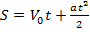 S = V₀t + at²/2